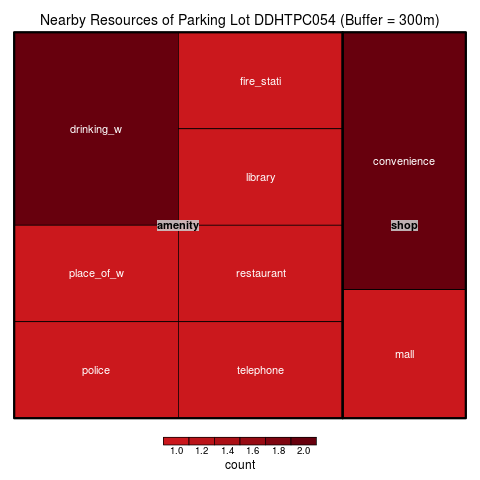 Nearby Resources of Parking Lot DDHTPC054 (Buffer = 300m)
fire_stati
drinking_w
convenience
library
amenity
shop
place_of_w
restaurant
mall
police
telephone
1.0 1.2 1.4 1.6 1.8 2.0
count